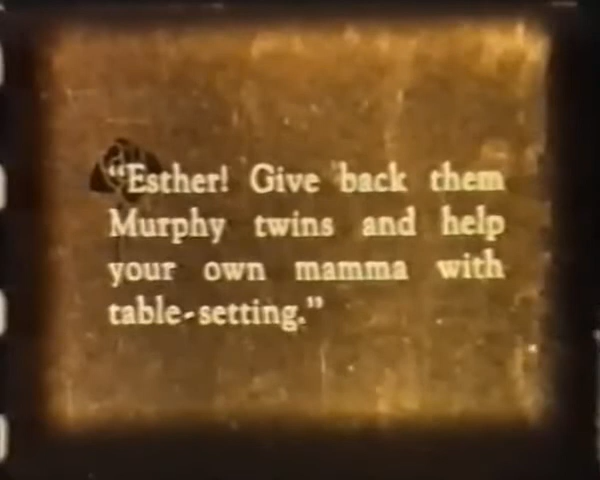 "Esther! Give back them
Murphy twins and help
your own mamma with
table-setting."